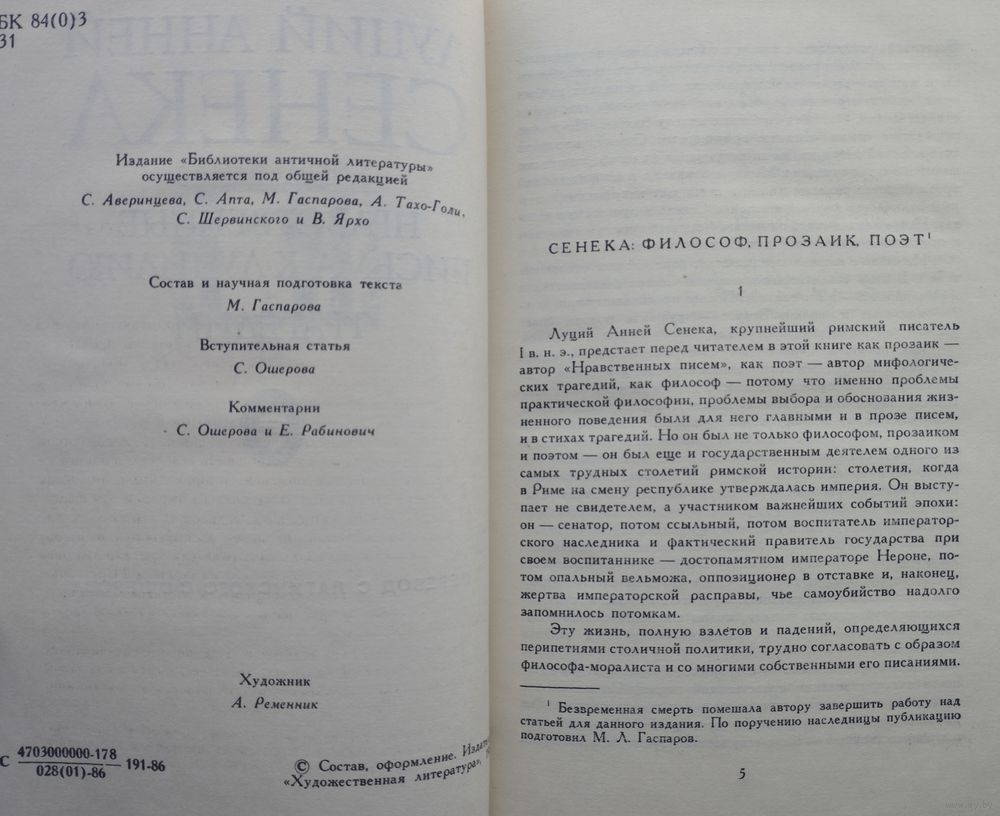 БК 84(0)3
31
Издание «Библиотеки античной литературы»
осуществляется под общей редакцией
С. Аверинцева, С. Апта, М. Гаспарова, А. Тахо-Годи,
С. Шервинского и В. Ярхо
Состав и научная подготовка текста
М. Гаспарова
Вступительная статья
С. Ошерова
Комментарии
С. Ошерова и Е. Рабинович
Художник
А. Ременник
С 4703000000-178
028(01)-86
191-86
© Состав, оформление.
«Художественная литература»,
СЕНЕКА: ФИЛОСОФ, ПРОЗАИК, ПОЭТ¹
1
Луций Анней Сенека, крупнейший римский писатель
I в. н. э., предстает перед читателем в этой книге как прозаик —
автор «Нравственных писем», как поэт — автор мифологиче-
ских трагедий, как философ — потому что именно проблемы
практической философии, проблемы выбора и обоснования жиз-
ненного поведения были для него главными и в прозе писем,
и в стихах трагедий. Но он был не только философом, прозаиком
и поэтом — он был еще и государственным деятелем одного из
самых трудных столетий римской истории: столетия, когда
в Риме на смену республике утверждалась империя. Он высту-
пает не свидетелем, а участником важнейших событий эпохи:
он — сенатор, потом ссыльный, потом воспитатель император-
ского наследника и фактический правитель государства при
своем воспитаннике — достопамятном императоре Нероне, по-
том опальный вельможа, оппозиционер в отставке и, наконец,
жертва императорской расправы, чье самоубийство надолго
запомнилось потомкам.
Эту жизнь, полную взлетов и падений, определяющихся
перипетиями столичной политики, трудно согласовать с образом
философа-моралиста и со многими собственными его писаниями.
¹ Безвременная смерть помешала автору завершить работу над
статьей для данного издания. По поручению наследницы публикацию
подготовил М. Л. Гаспаров.
5